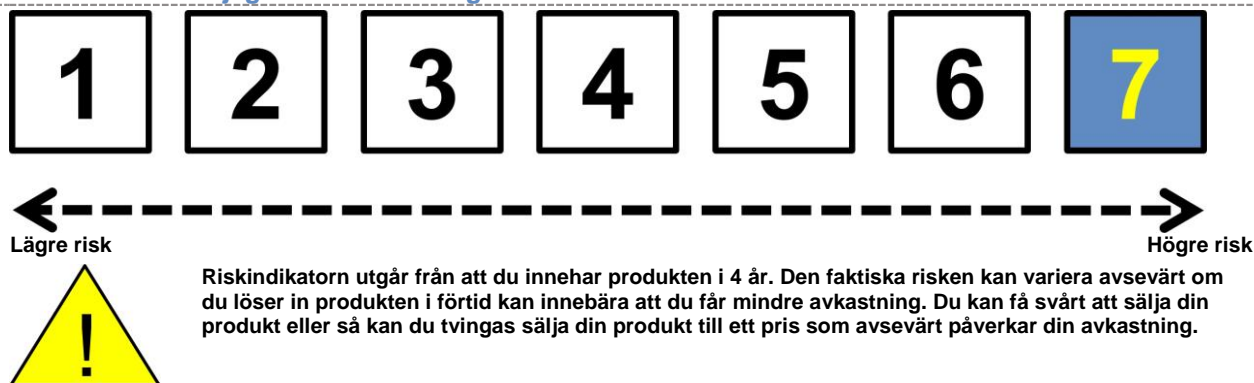 1 2 3 4 5 6 7
Lägre risk Högre risk
Riskindikatorn utgår från att du innehar produkten i 4 år. Den faktiska risken kan variera avsevärt om
du löser in produkten i förtid kan innebära att du får mindre avkastning. Du kan få svårt att sälja din
produkt eller så kan du tvingas sälja din produkt till ett pris som avsevärt påverkar din avkastning.
!